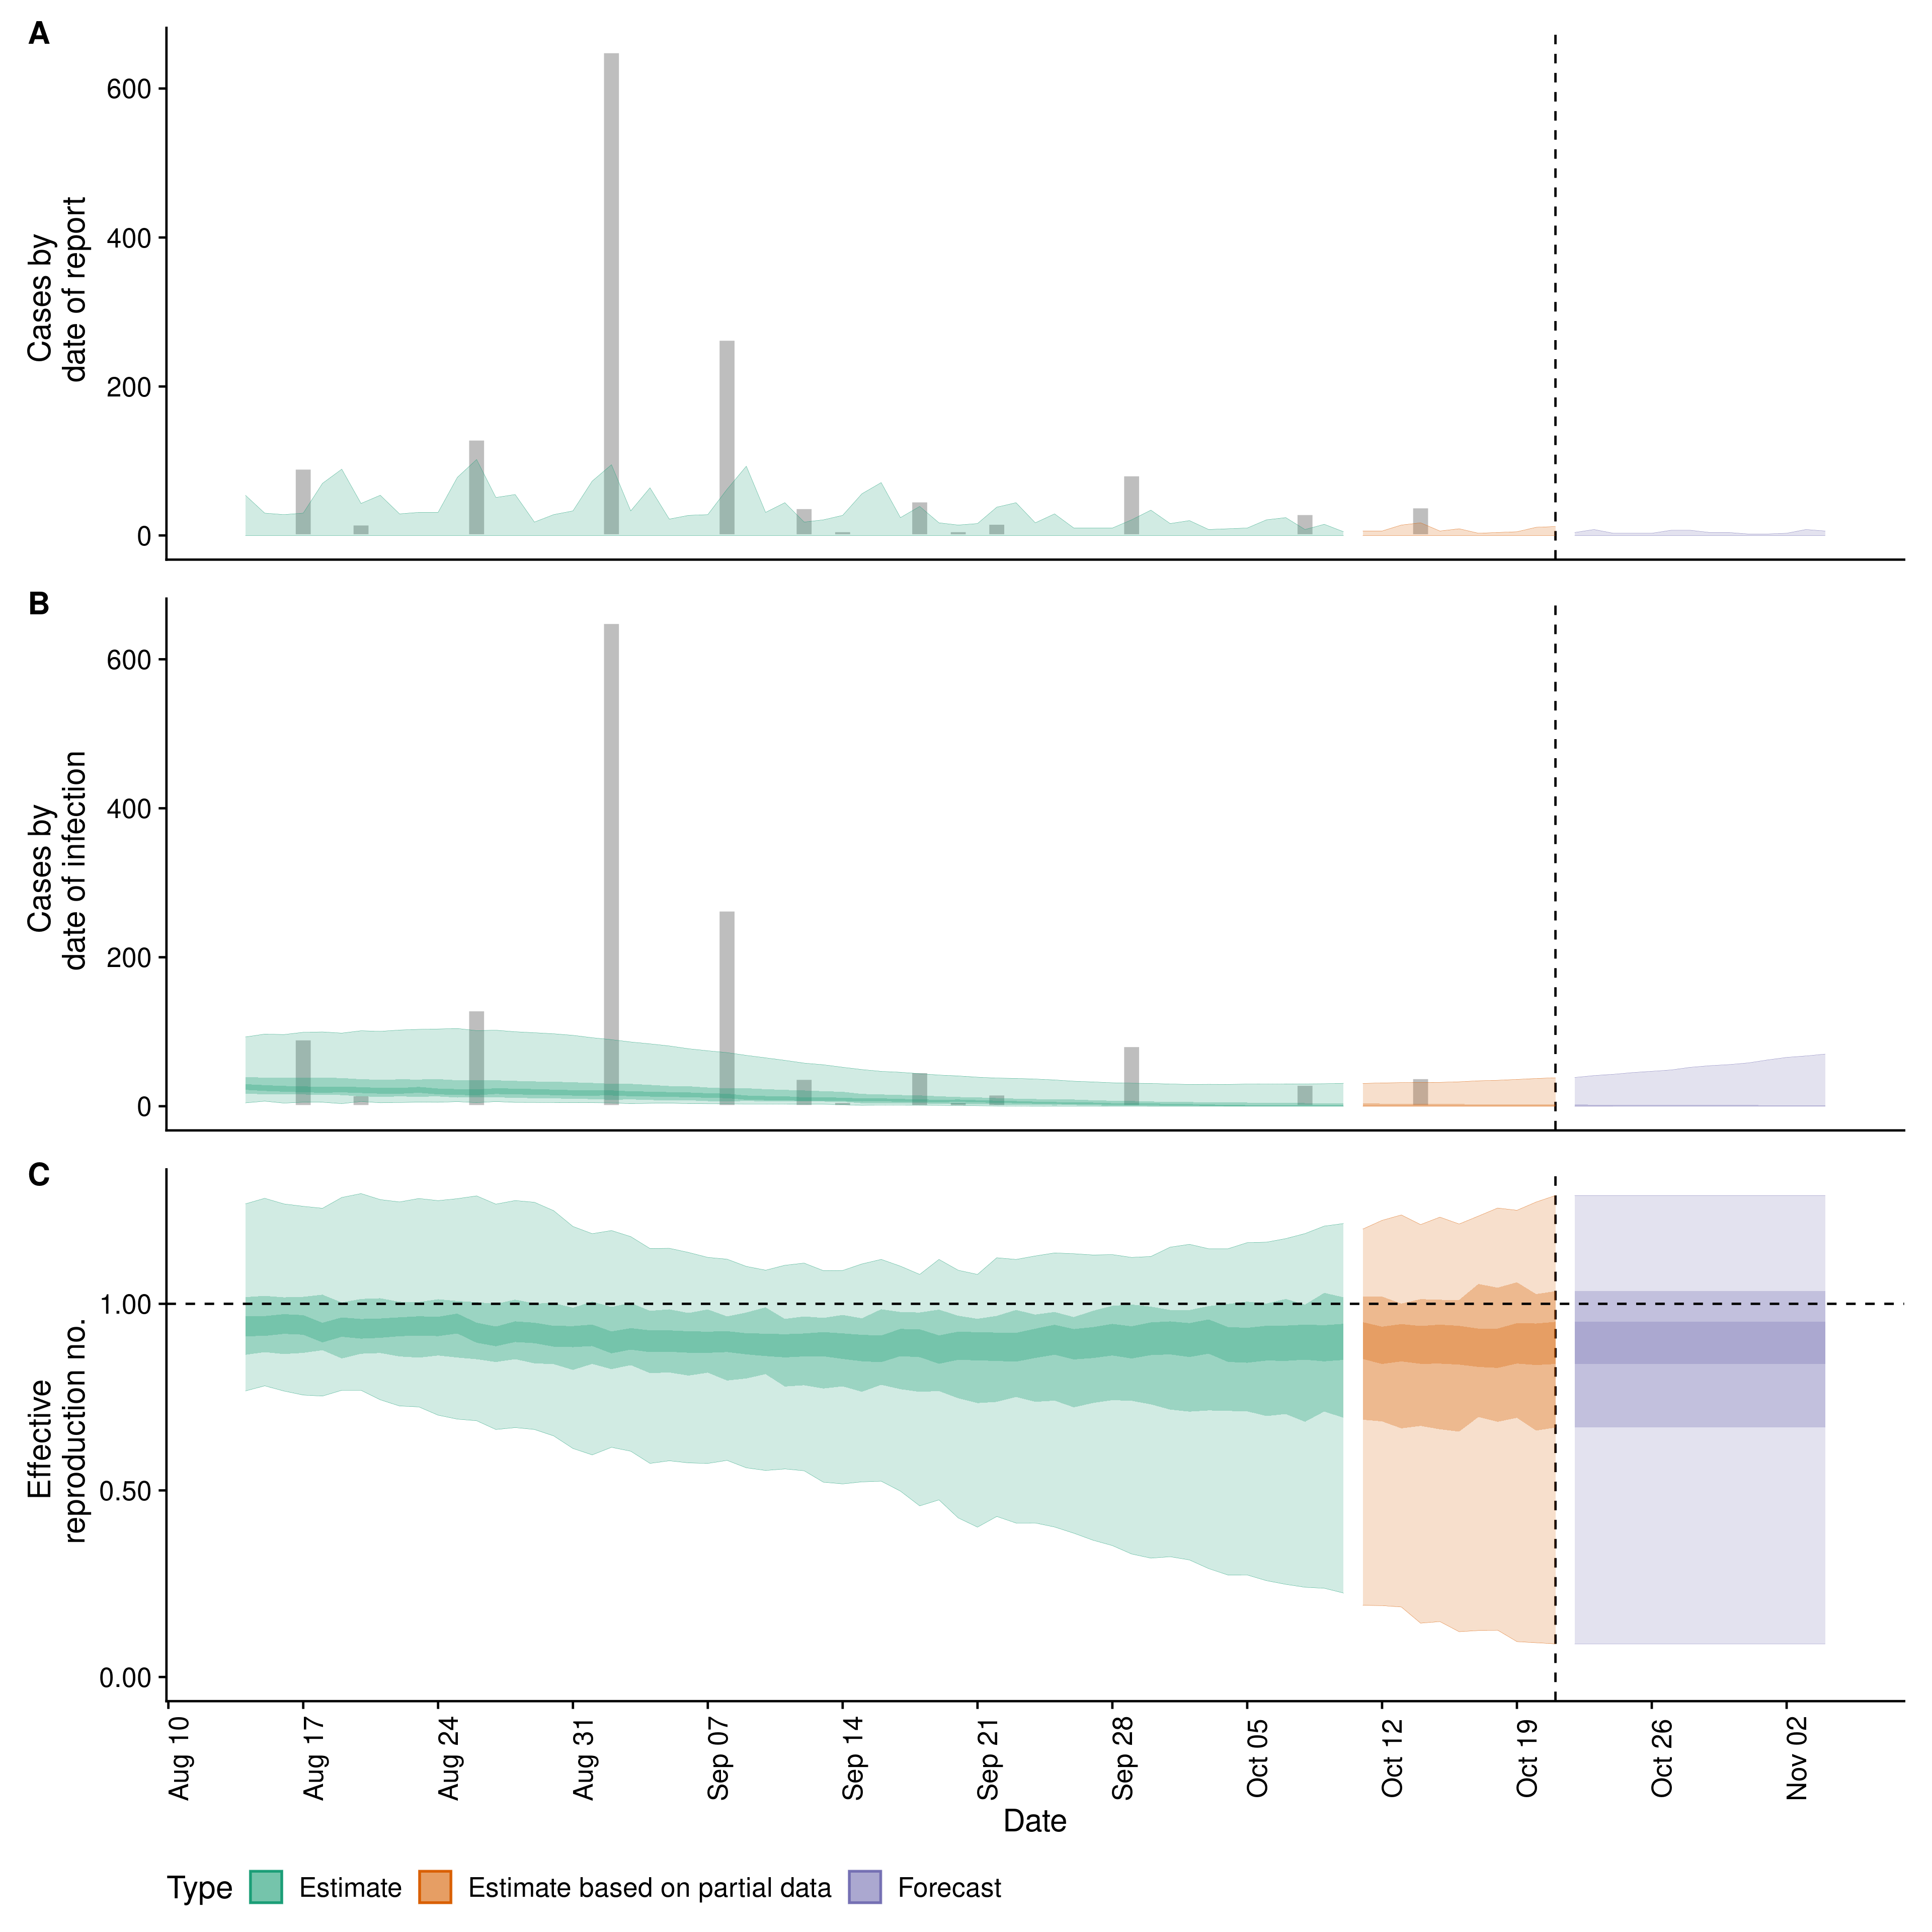 A
Cases by
date of report
600
400
200
0
B
Cases by
date of infection
600
400
200
0
C
Effective
reproduction no.
1.00
0.50
0.00
Aug 10
Aug 17
Aug 24
Aug 31
Sep 07
Sep 14
Sep 21
Sep 28
Oct 05
Oct 12
Oct 19
Oct 26
Nov 02
Date
Type Estimate Estimate based on partial data Forecast